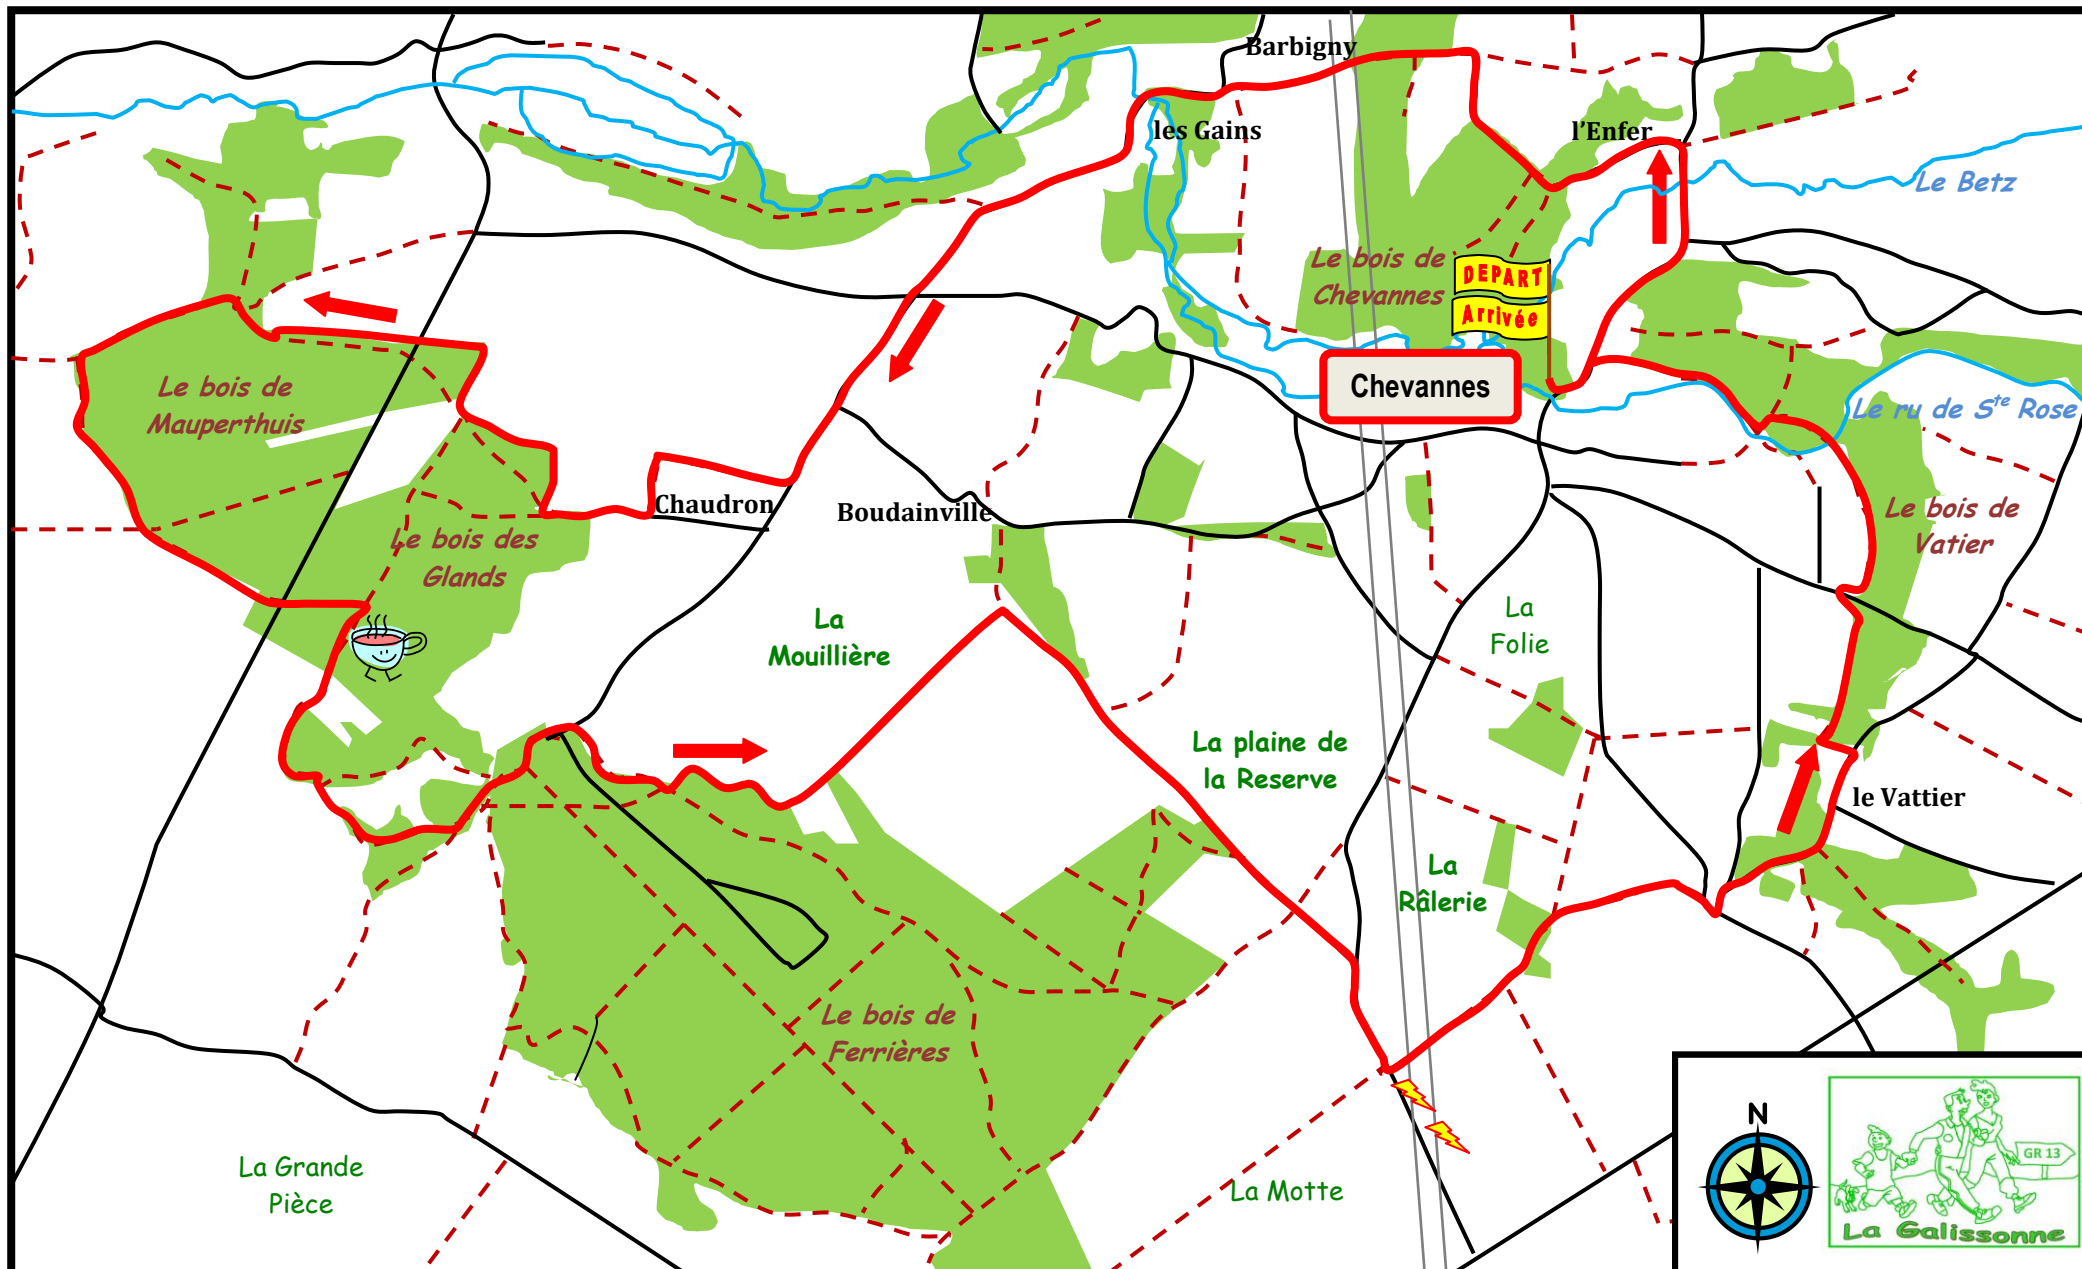 Barbigny
les Gains
l'Enfer
Le Betz
Le bois de
Chevannes
DEPART
Arrivée
Chevannes
Le bois de
Mauperthuis
Le ru de Ste Rose
Chaudron
Boudainville
Le bois des
Glands
Le bois de
Vatier
La
Mouillière
La
Folie
La plaine de
la Reserve
le Vattier
La
Râlerie
Le bois de
Ferrières
La Grande
Pièce
La Motte
N
GR 13
La Galissonne